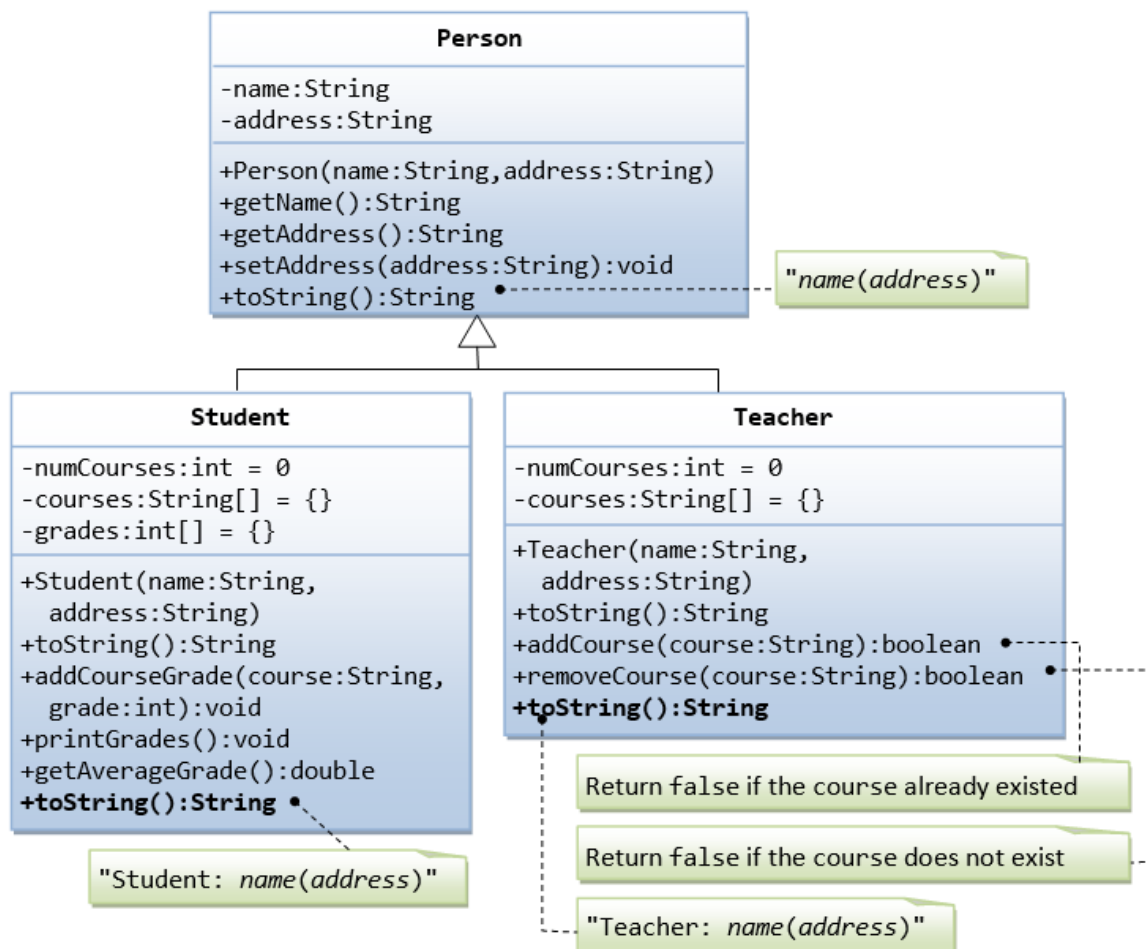 Person
-name:String
-address:String
+Person(name:String,address:String)
+getName():String
+getAddress():String
+setAddress(address:String):void
+toString():String
"name(address)"
Student
-numCourses:int = 0
-courses:String[] = {}
-grades:int[] = {}
+Student(name:String,
address:String)
+toString():String
+addCourseGrade(course:String,
grade:int):void
+printGrades():void
+getAverageGrade():double
+toString():String
"Student: name(address)"
Teacher
-numCourses:int = 0
-courses:String[] = {}
+Teacher(name:String,
address:String)
+toString():String
+addCourse(course:String):boolean
+removeCourse(course:String):boolean
+toString():String
Return false if the course already existed
Return false if the course does not exist
"Teacher: name(address)"